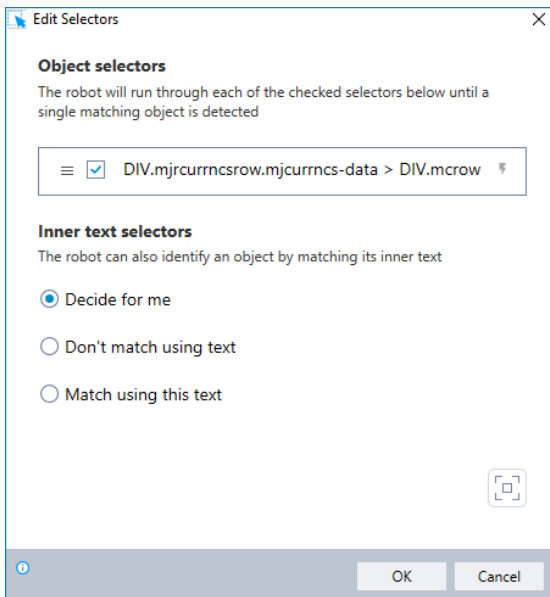 Edit Selectors
Object selectors
The robot will run through each of the checked selectors below until a
single matching object is detected
DIV.mjrcurrncsrow.mjcurrncs-data > DIV.mcrow
Inner text selectors
The robot can also identify an object by matching its inner text
Decide for me
Don't match using text
Match using this text
OK
Cancel